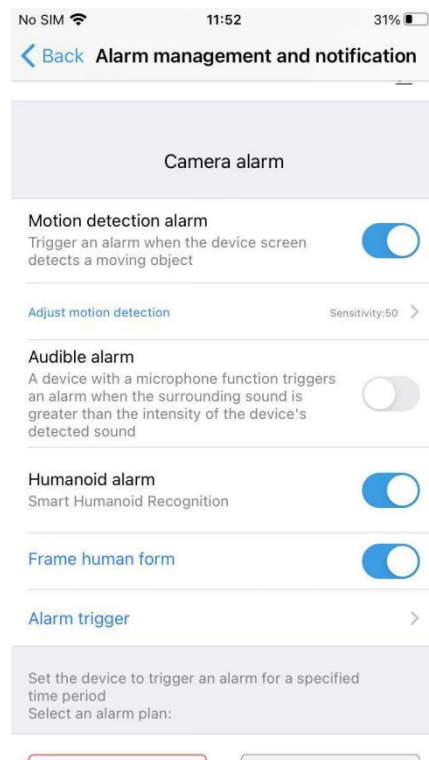 No SIM 11:52 31%
Back Alarm management and notification
Camera alarm
Motion detection alarm
Trigger an alarm when the device screen
detects a moving object
Adjust motion detection Sensitivity:50
Audible alarm
A device with a microphone function triggers
an alarm when the surrounding sound is
greater than the intensity of the device's
detected sound
Humanoid alarm
Smart Humanoid Recognition
Frame human form
Alarm trigger
Set the device to trigger an alarm for a specified
time period
Select an alarm plan: